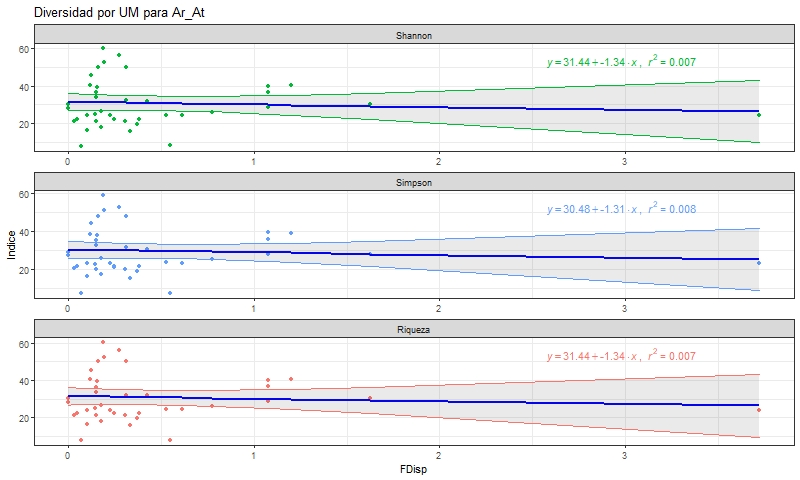 Diversidad por UM para Ar_At
Shannon
y = 31.44 + -1.34 · x , r² = 0.007
60
40
20
0 1 2 3
Simpson
y = 30.48 + -1.31 · x , r² = 0.008
60
40
20
0 1 2 3
Indice
Riqueza
y = 31.44 + -1.34 · x , r² = 0.007
60
40
20
0 1 2 3
FDisp